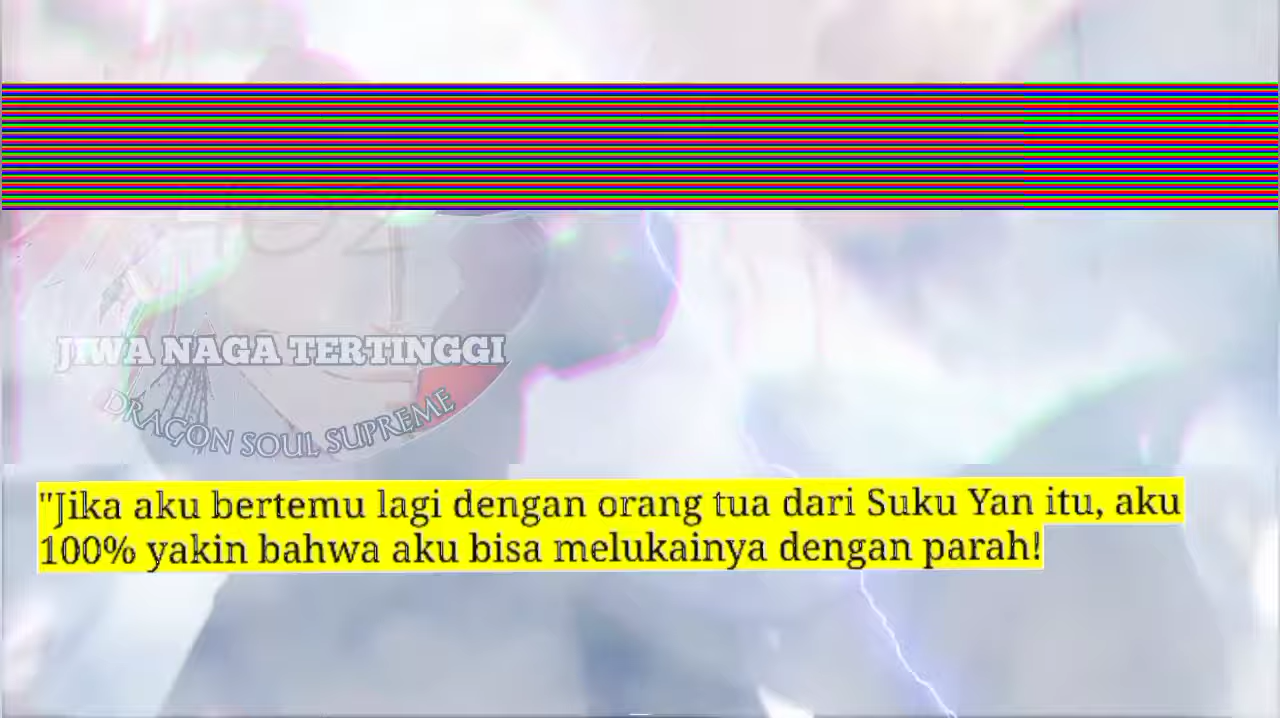 JIWA NAGA TERTINGGI
DRAGON SOUL SUPREME
"Jika aku bertemu lagi dengan orang tua dari Suku Yan itu, aku
100% yakin bahwa aku bisa melukainya dengan parah!